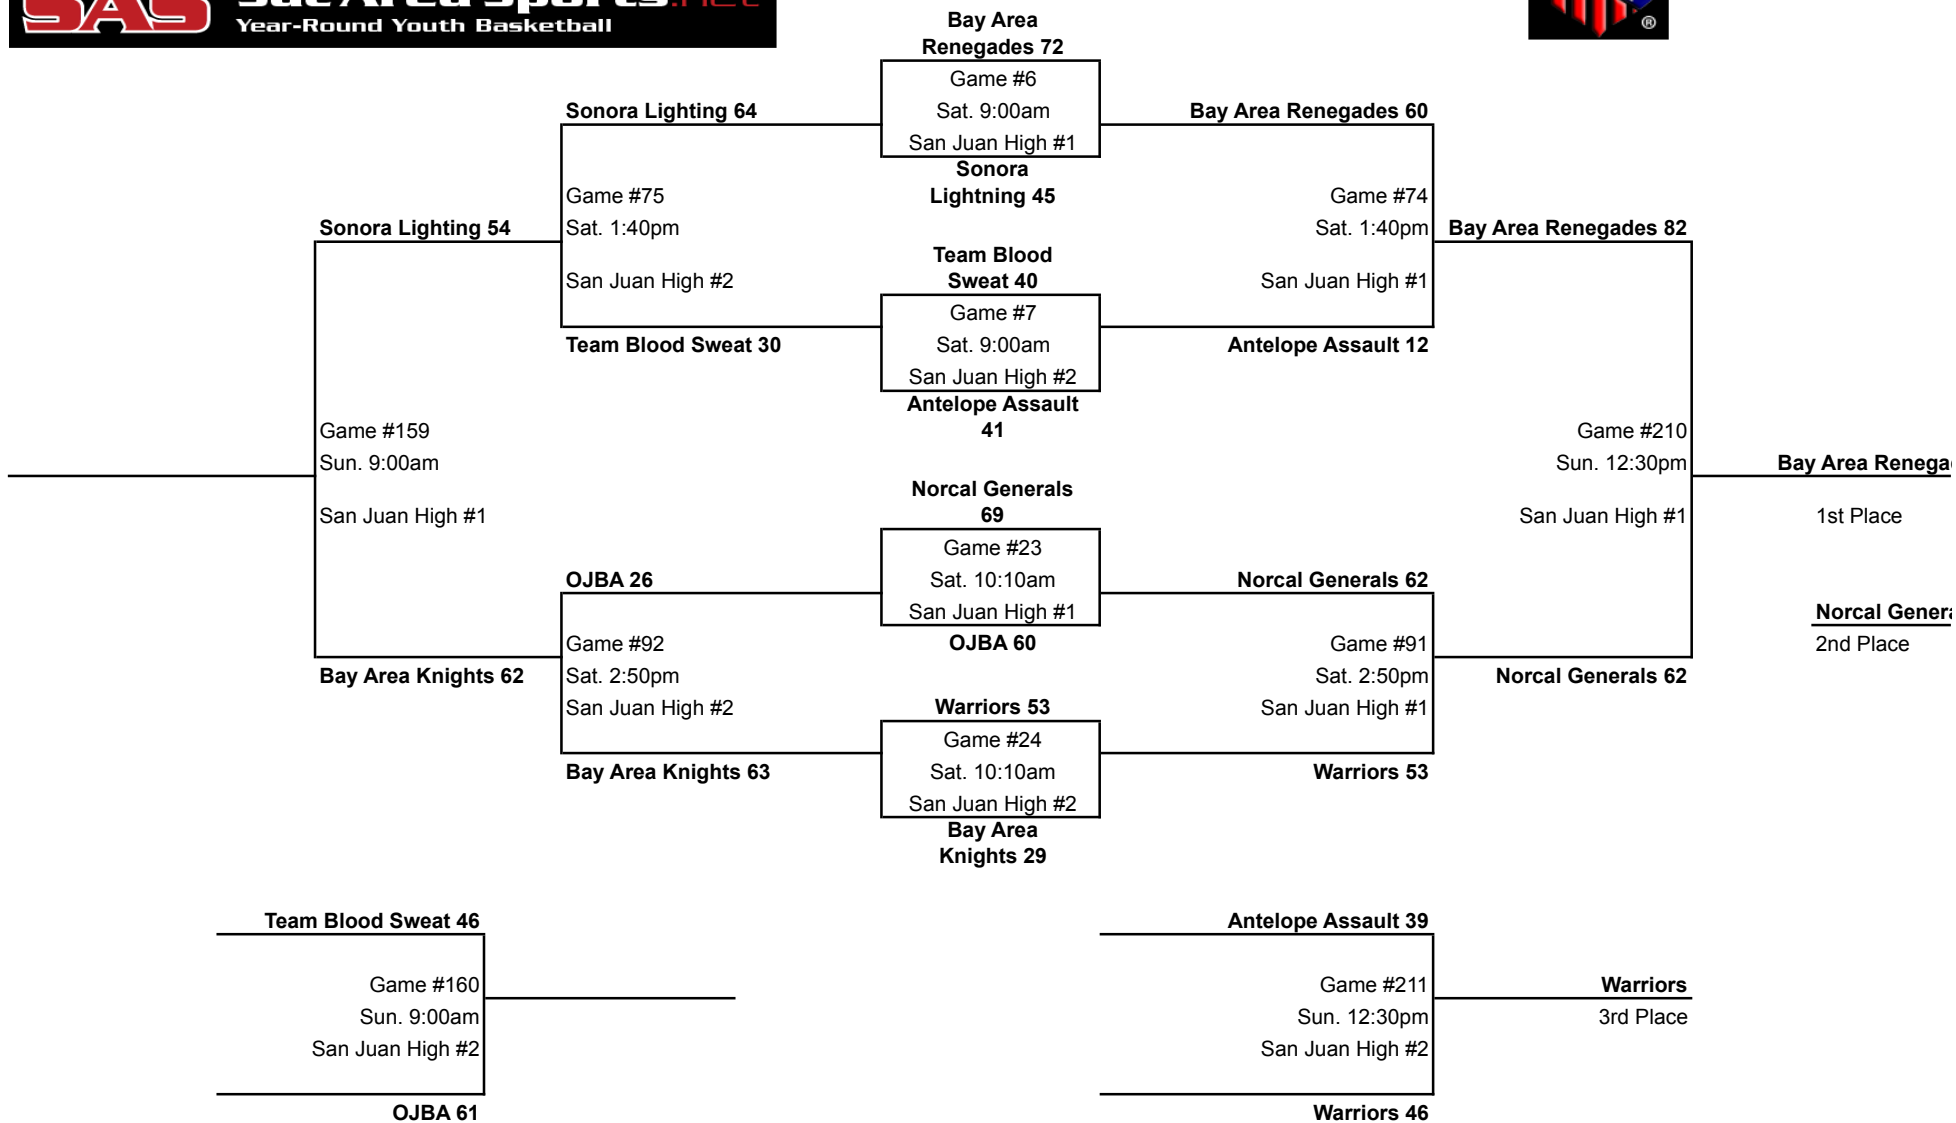 SAS
Sac Area Sports.net
Year-Round Youth Basketball
®
Bay Area
Renegades 72
Game #6
Sat. 9:00am
San Juan High #1
Sonora
Lightning 45
Sonora Lighting 64
Game #75
Sat. 1:40pm
San Juan High #2
Team Blood Sweat 30
Team Blood
Sweat 40
Game #7
Sat. 9:00am
San Juan High #2
Antelope Assault
41
Bay Area Renegades 60
Game #74
Sat. 1:40pm
San Juan High #1
Antelope Assault 12
Sonora Lighting 54
Game #159
Sun. 9:00am
San Juan High #1
Bay Area Knights 62
Bay Area Renegades 82
Game #210
Sun. 12:30pm
San Juan High #1
Norcal Generals 62
Bay Area Renega
1st Place
Norcal Genera
2nd Place
Norcal Generals
69
Game #23
Sat. 10:10am
San Juan High #1
OJBA 60
OJBA 26
Game #92
Sat. 2:50pm
San Juan High #2
Bay Area Knights 63
Warriors 53
Game #24
Sat. 10:10am
San Juan High #2
Bay Area
Knights 29
Norcal Generals 62
Game #91
Sat. 2:50pm
San Juan High #1
Warriors 53
Team Blood Sweat 46
Game #160
Sun. 9:00am
San Juan High #2
OJBA 61
Antelope Assault 39
Game #211
Sun. 12:30pm
San Juan High #2
Warriors 46
Warriors
3rd Place